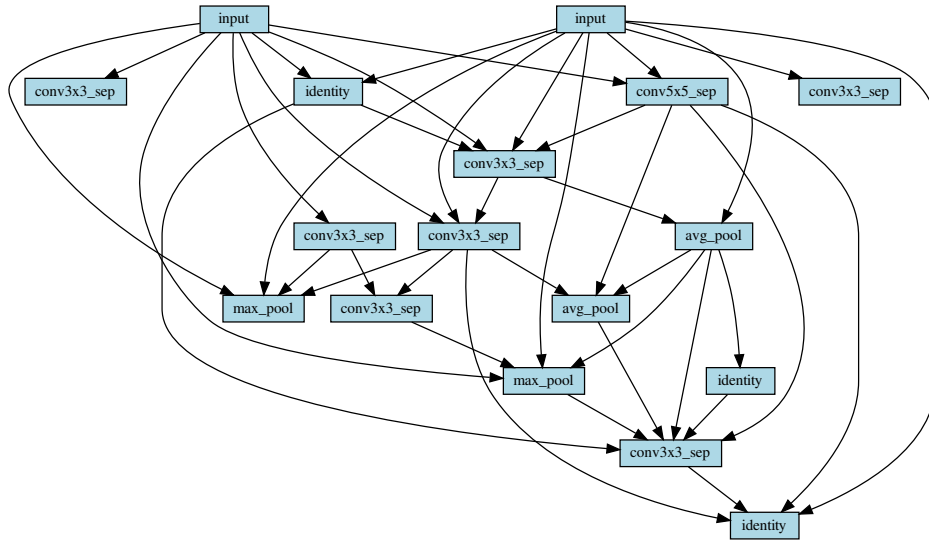 input
input
conv3x3_sep
identity
conv5x5_sep
conv3x3_sep
conv3x3_sep
conv3x3_sep
conv3x3_sep
avg_pool
max_pool
conv3x3_sep
avg_pool
max_pool
identity
conv3x3_sep
identity